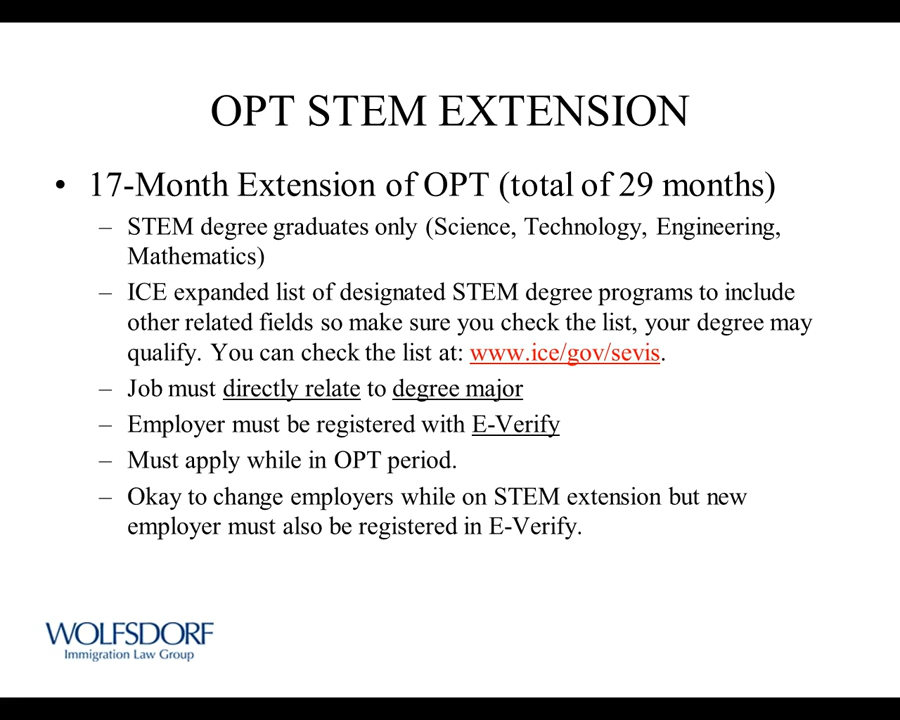 OPT STEM EXTENSION
• 17-Month Extension of OPT (total of 29 months)
– STEM degree graduates only (Science, Technology, Engineering,
Mathematics)
– ICE expanded list of designated STEM degree programs to include
other related fields so make sure you check the list, your degree may
qualify. You can check the list at: www.ice/gov/sevis.
– Job must directly relate to degree major
– Employer must be registered with E-Verify
– Must apply while in OPT period.
– Okay to change employers while on STEM extension but new
employer must also be registered in E-Verify.
WOLFSDORF
Immigration Law Group